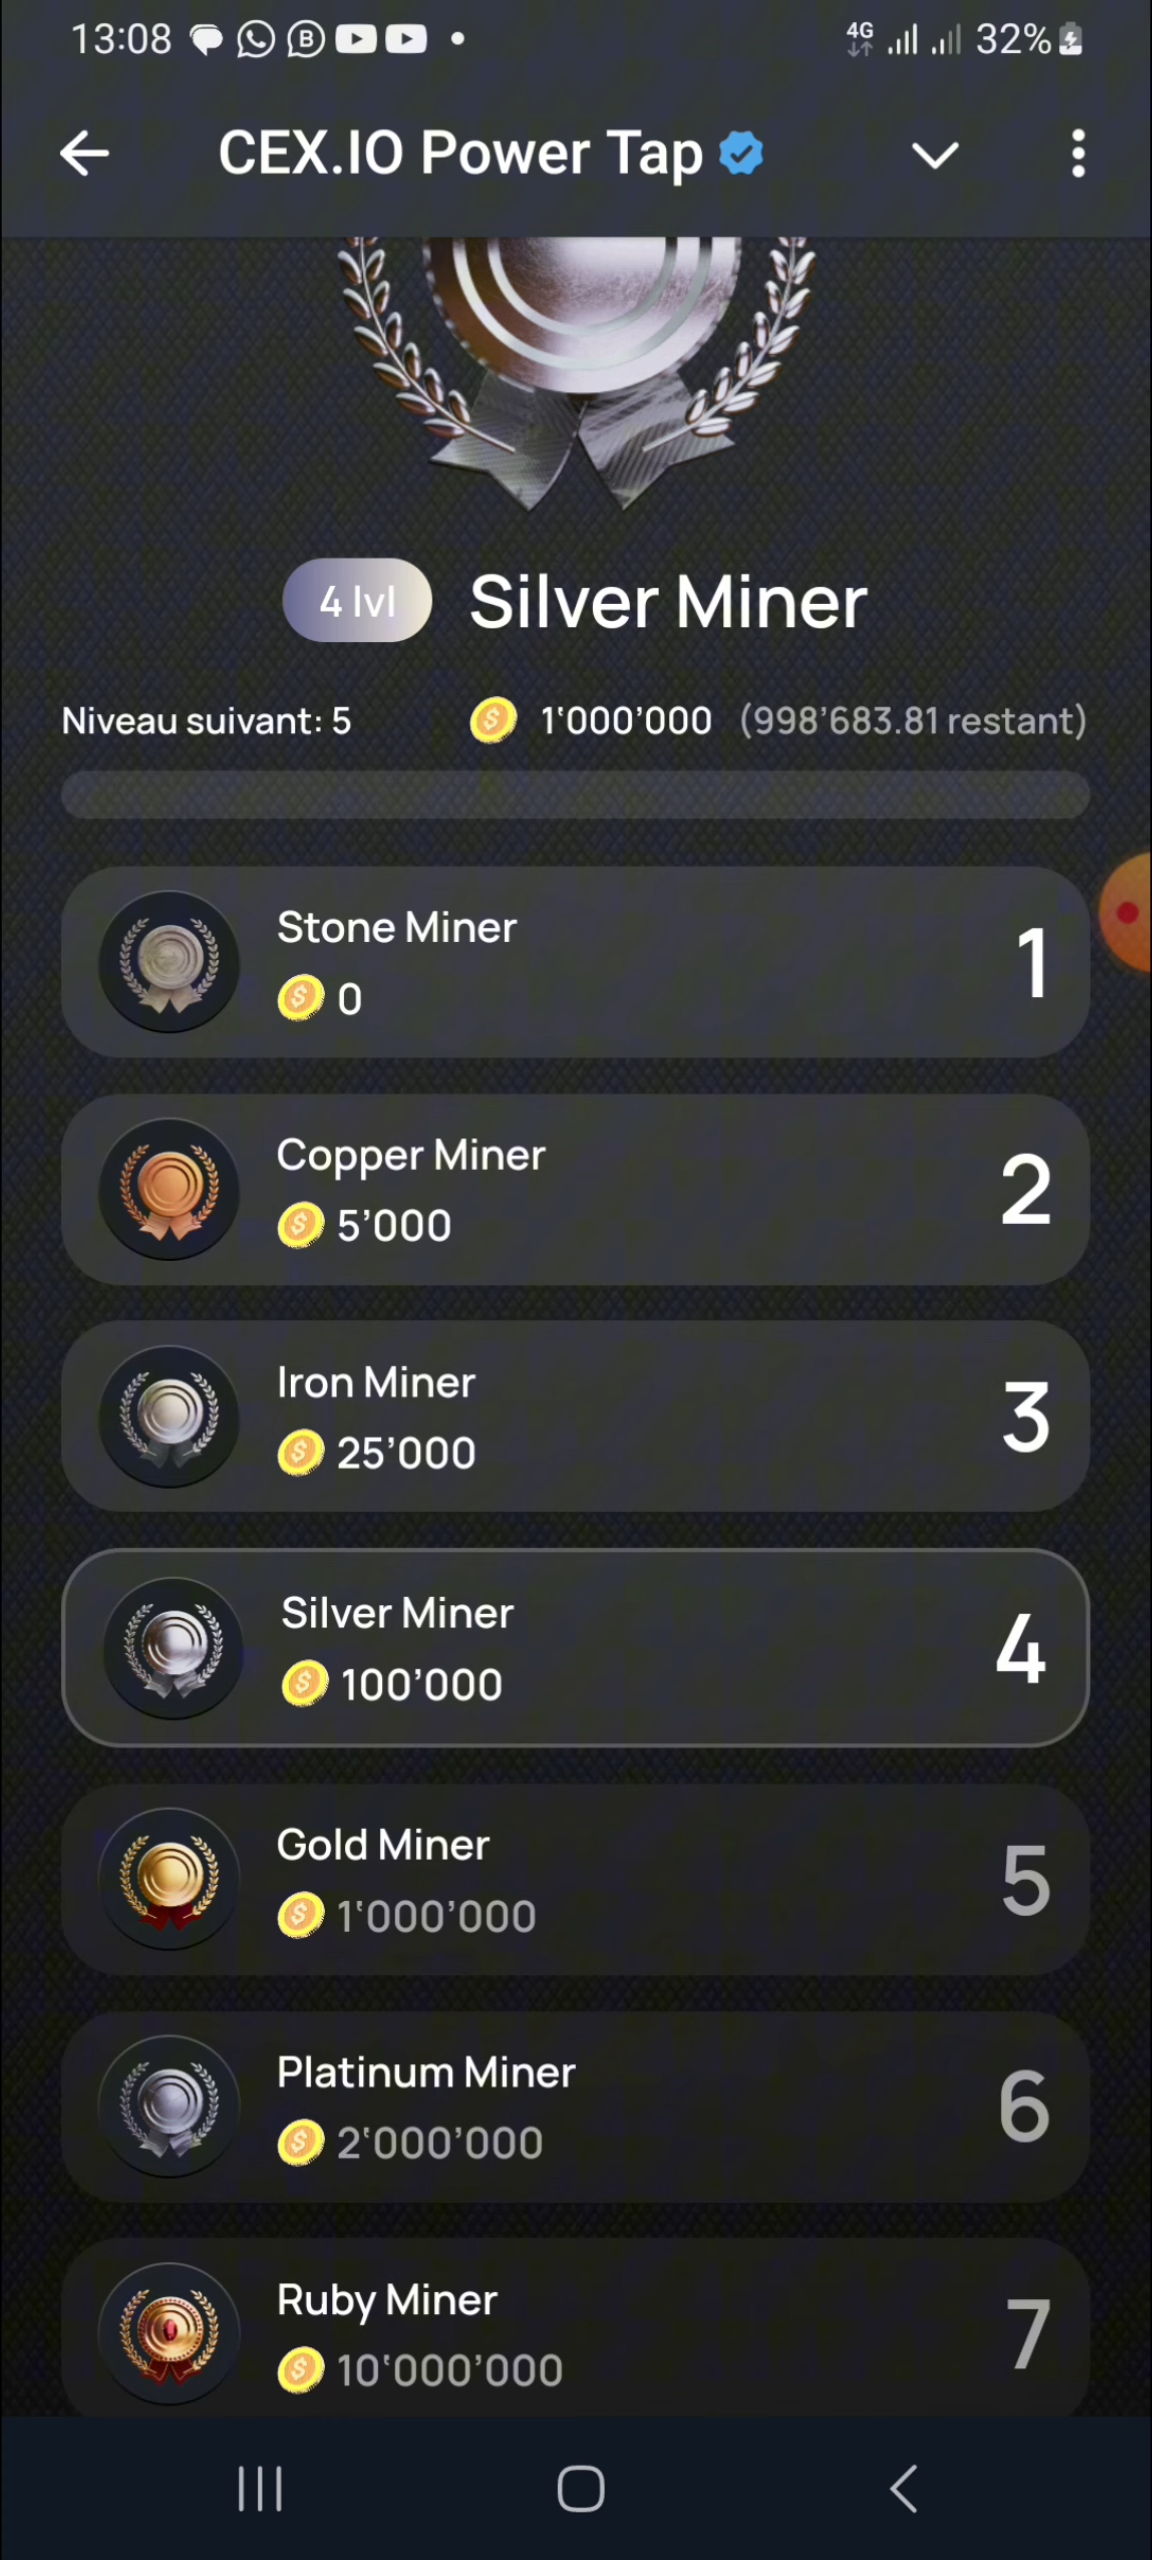 13:08 4G 32%
CEX.IO Power Tap
4 lvl Silver Miner
Niveau suivant: 5 1‘000’000 (998’683.81 restant)
Stone Miner
0
1
Copper Miner
5’000
2
Iron Miner
25’000
3
Silver Miner
100’000
4
Gold Miner
1‘000’000
5
Platinum Miner
2‘000’000
6
Ruby Miner
10‘000’000
7